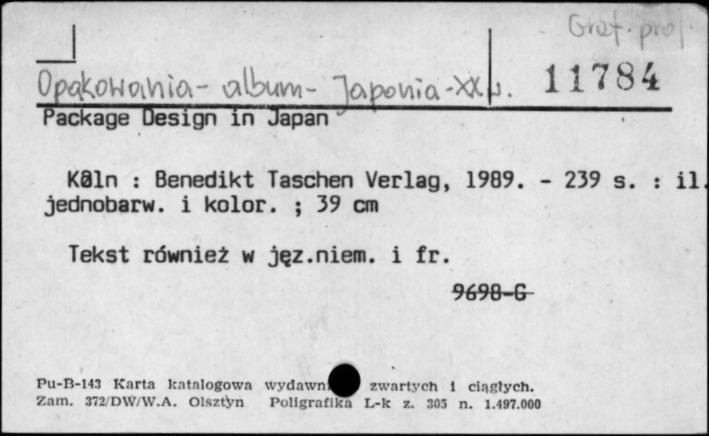 Graf. proj.
Opakowania - album - Japonia - XX w. 11784
Package Design in Japan
Köln : Benedikt Taschen Verlag, 1989. - 239 s. : il.
jednobarw. i kolor. ; 39 cm
Tekst również w jęz.niem. i fr.
9698-G
Pu-B-143 Karta katalogowa zwartych i ciągłych.
Zam. 372/DW/W.A. Olsztyn Poligrafika Ł-k z. 305 n. 1.497.000